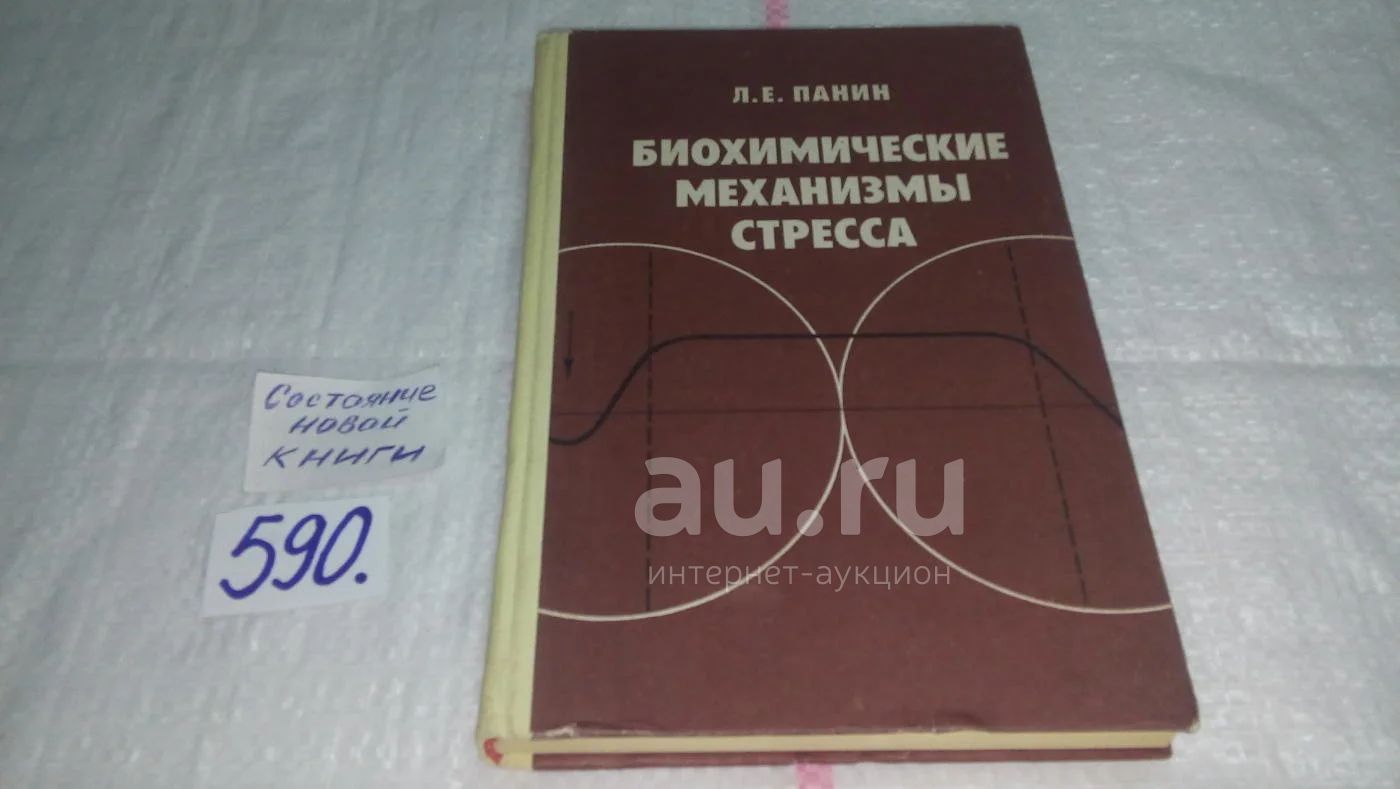 Л.Е. ПАНИН
БИОХИМИЧЕСКИЕ
МЕХАНИЗМЫ
СТРЕССА
Состояние
новой
книги
590.
au.ru
интернет-аукцион